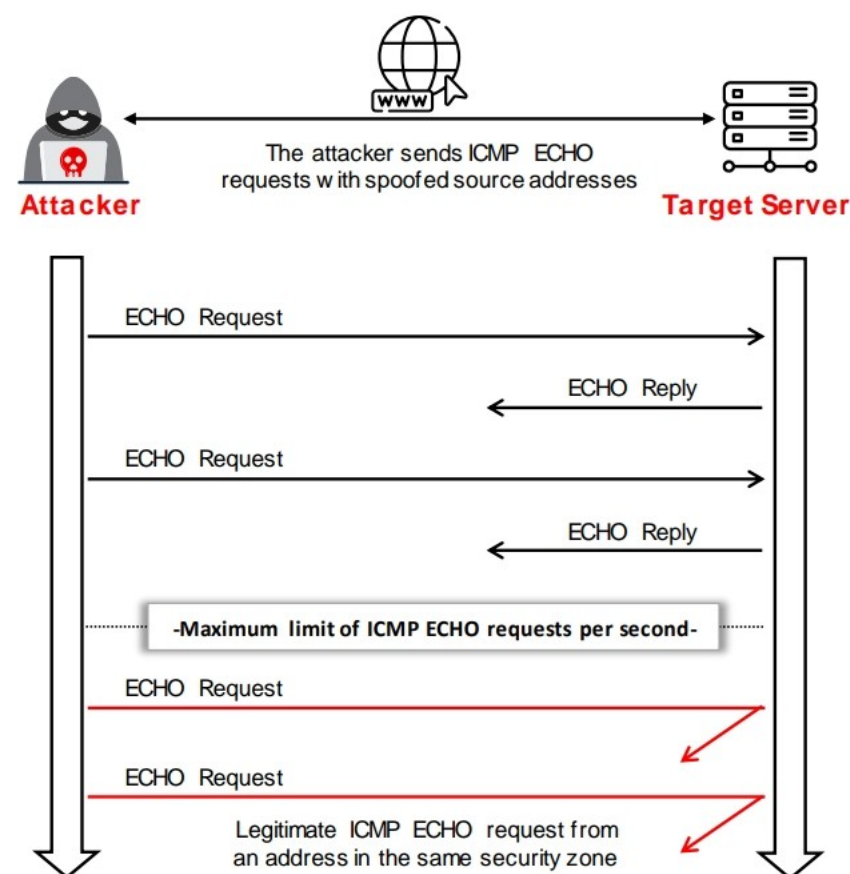 WWW
The attacker sends ICMP ECHO
requests with spoofed source addresses
Attacker
Target Server
ECHO Request
ECHO Reply
ECHO Request
ECHO Reply
-Maximum limit of ICMP ECHO requests per second-
ECHO Request
ECHO Request
Legitimate ICMP ECHO request from
an address in the same security zone